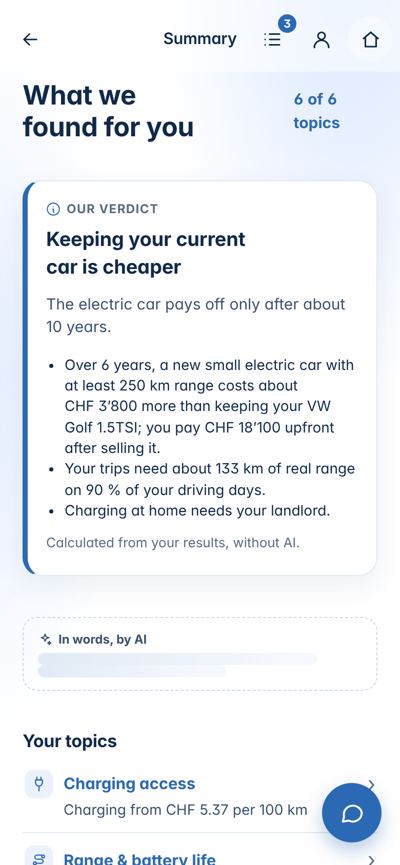 Summary
3
What we
found for you
6 of 6
topics
OUR VERDICT
Keeping your current
car is cheaper
The electric car pays off only after about
10 years.
• Over 6 years, a new small electric car with
at least 250 km range costs about
CHF 3’800 more than keeping your VW
Golf 1.5TSI; you pay CHF 18’100 upfront
after selling it.
• Your trips need about 133 km of real range
on 90 % of your driving days.
• Charging at home needs your landlord.
Calculated from your results, without AI.
In words, by AI
Your topics
Charging access
Charging from CHF 5.37 per 100 km
Range & battery life